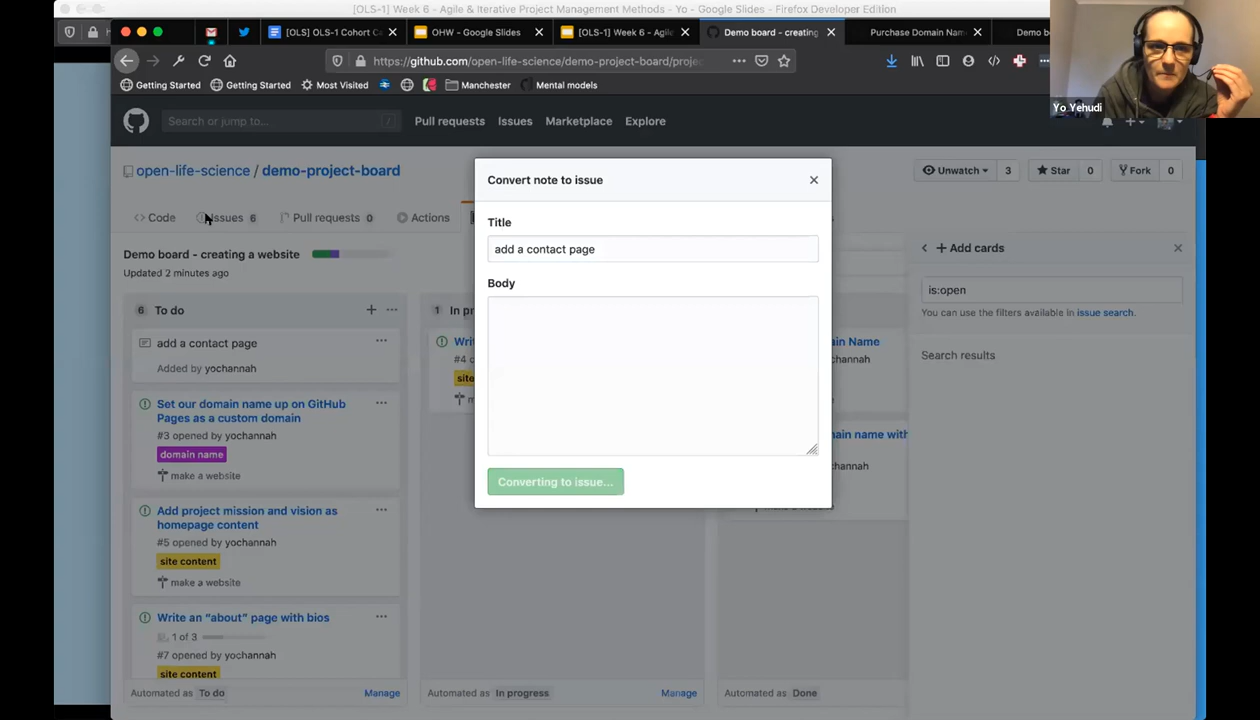 [OLS-1] Week 6 - Agile & Iterative Project Management Methods - Yo - Google Slides - Firefox Developer Edition
[OLS] OLS-1 Cohort C
OHW – Google Slides
[OLS-1] Week 6 - Agile
Demo board - creating
Purchase Domain Nam
Demo b
https://github.com/open-life-science/demo-project-board/projec
Getting Started
Getting Started
Most Visited
Manchester
Mental models
Yo Yehudi
Search or jump to...
/
Pull requests
Issues
Marketplace
Explore
open-life-science / demo-project-board
Unwatch
3
Star
0
Fork
0
Code
Issues 6
Pull requests 0
Actions
Demo board - creating a website
Updated 2 minutes ago
6 To do
add a contact page
Added by yochannah
Set our domain name up on GitHub
Pages as a custom domain
#3 opened by yochannah
domain name
make a website
Add project mission and vision as
homepage content
#5 opened by yochannah
site content
make a website
Write an "about" page with bios
1 of 3
#7 opened by yochannah
site content
Automated as To do
Manage
1 In p
Wri
#4
site
m
Automated as In progress
Manage
Convert note to issue
Title
add a contact page
Body
Converting to issue...
ain Name
channah
ain name with
channah
Automated as Done
Add cards
is:open
You can use the filters available in issue search.
Search results